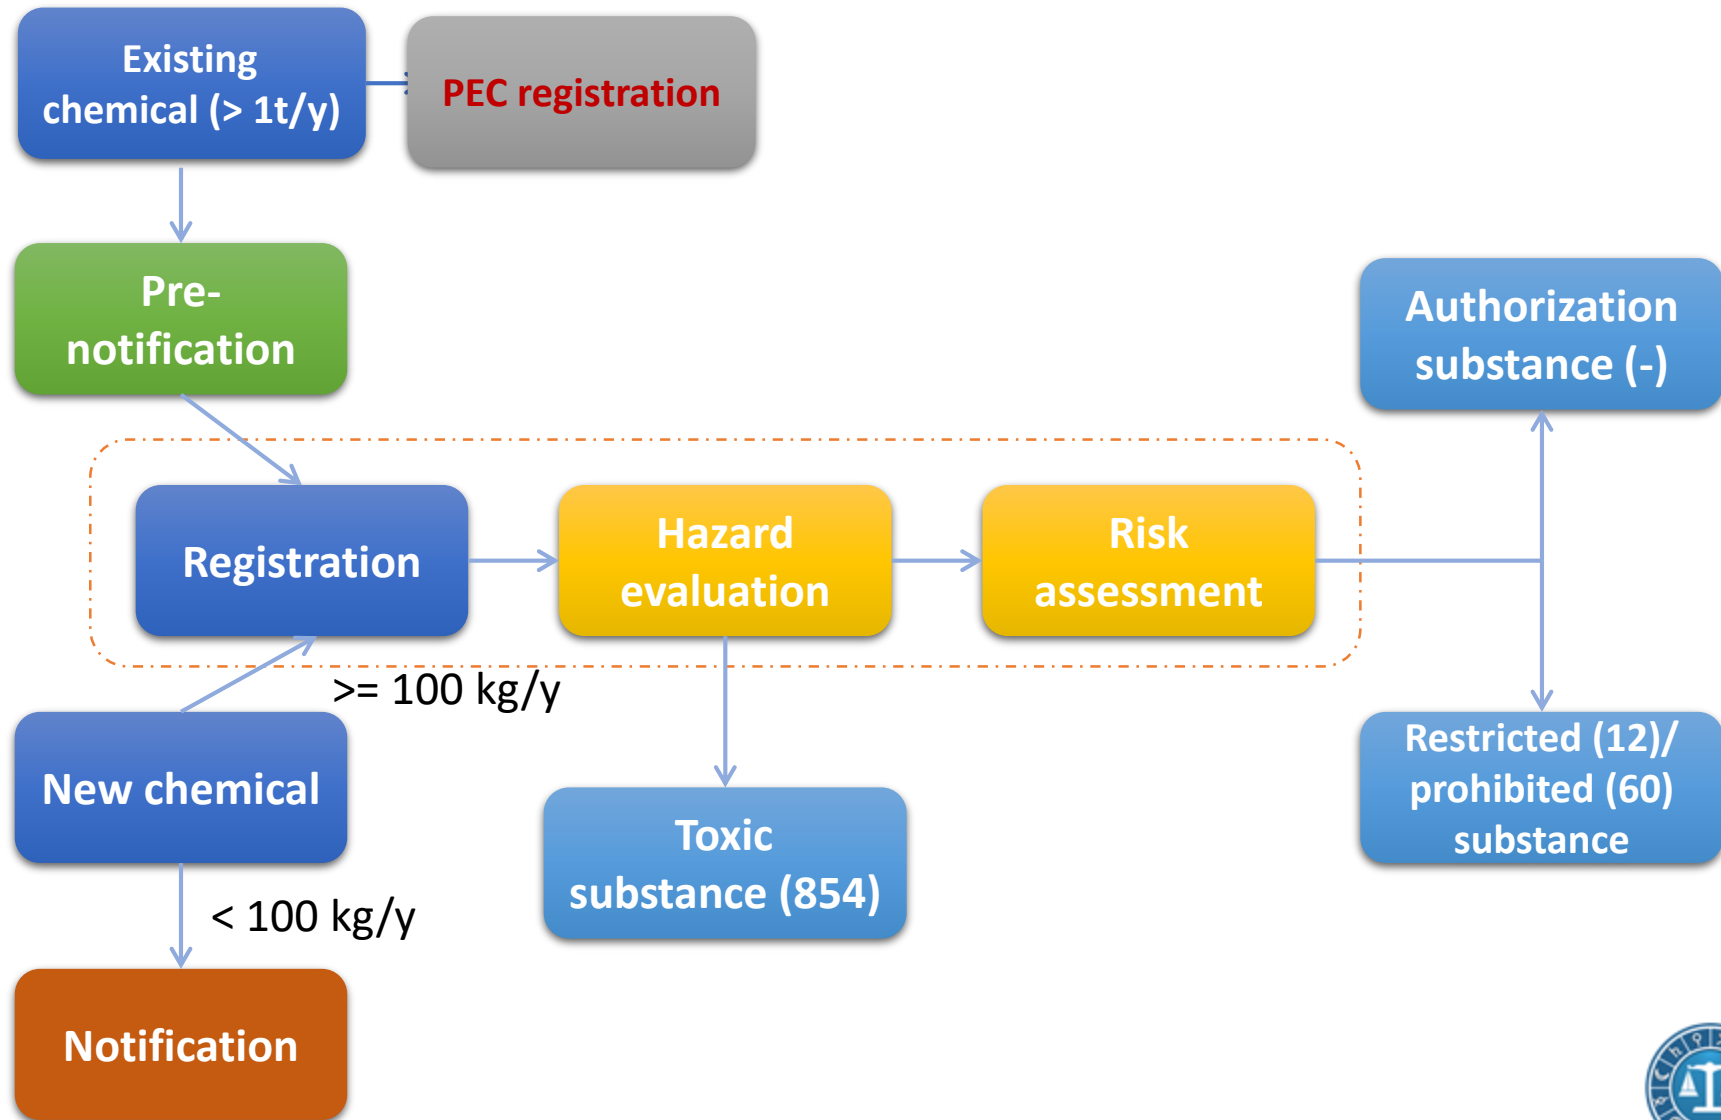 Existing
chemical (> 1t/y)
PEC registration
Pre-
notification
Authorization
substance (-)
Registration
Hazard
evaluation
Risk
assessment
>= 100 kg/y
New chemical
Toxic
substance (854)
Restricted (12)/
prohibited (60)
substance
< 100 kg/y
Notification